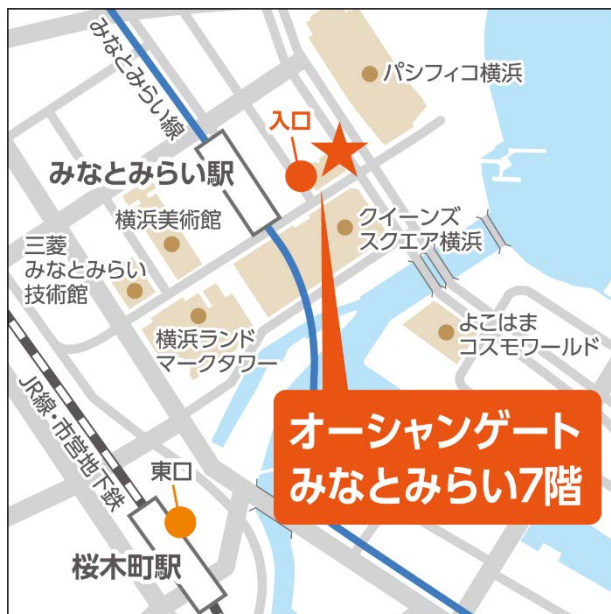 パシフィコ横浜
みなとみらい線
入口
みなとみらい駅
横浜美術館
クイーンズ
スクエア横浜
三菱
みなとみらい
技術館
横浜ランド
マークタワー
よこはま
コスモワールド
JR線・市営地下鉄
オーシャンゲート
みなとみらい7階
東口
桜木町駅